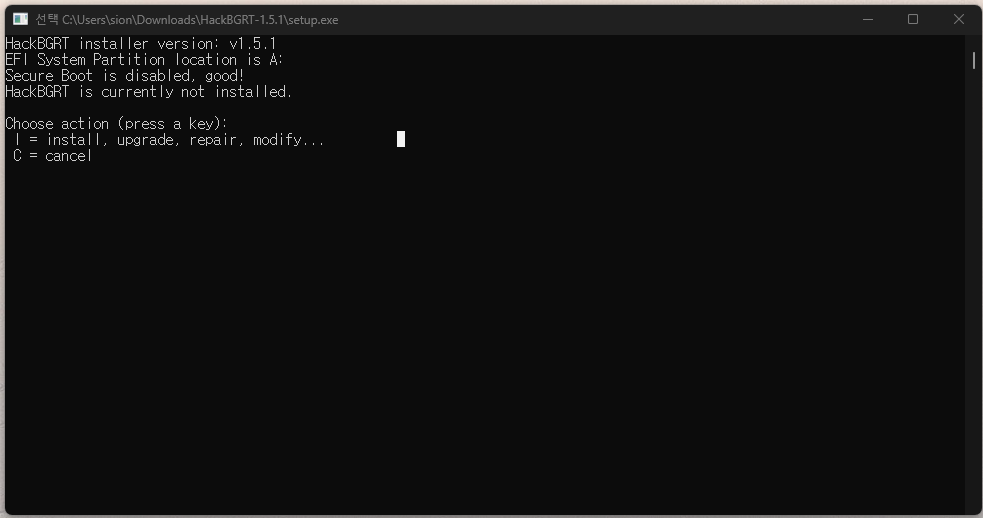 선택 C:\Users\sion\Downloads\HackBGRT-1.5.1\setup.exe
HackBGRT installer version: v1.5.1
EFI System Partition location is A:
Secure Boot is disabled, good!
HackBGRT is currently not installed.
Choose action (press a key):
I = install, upgrade, repair, modify...
C = cancel